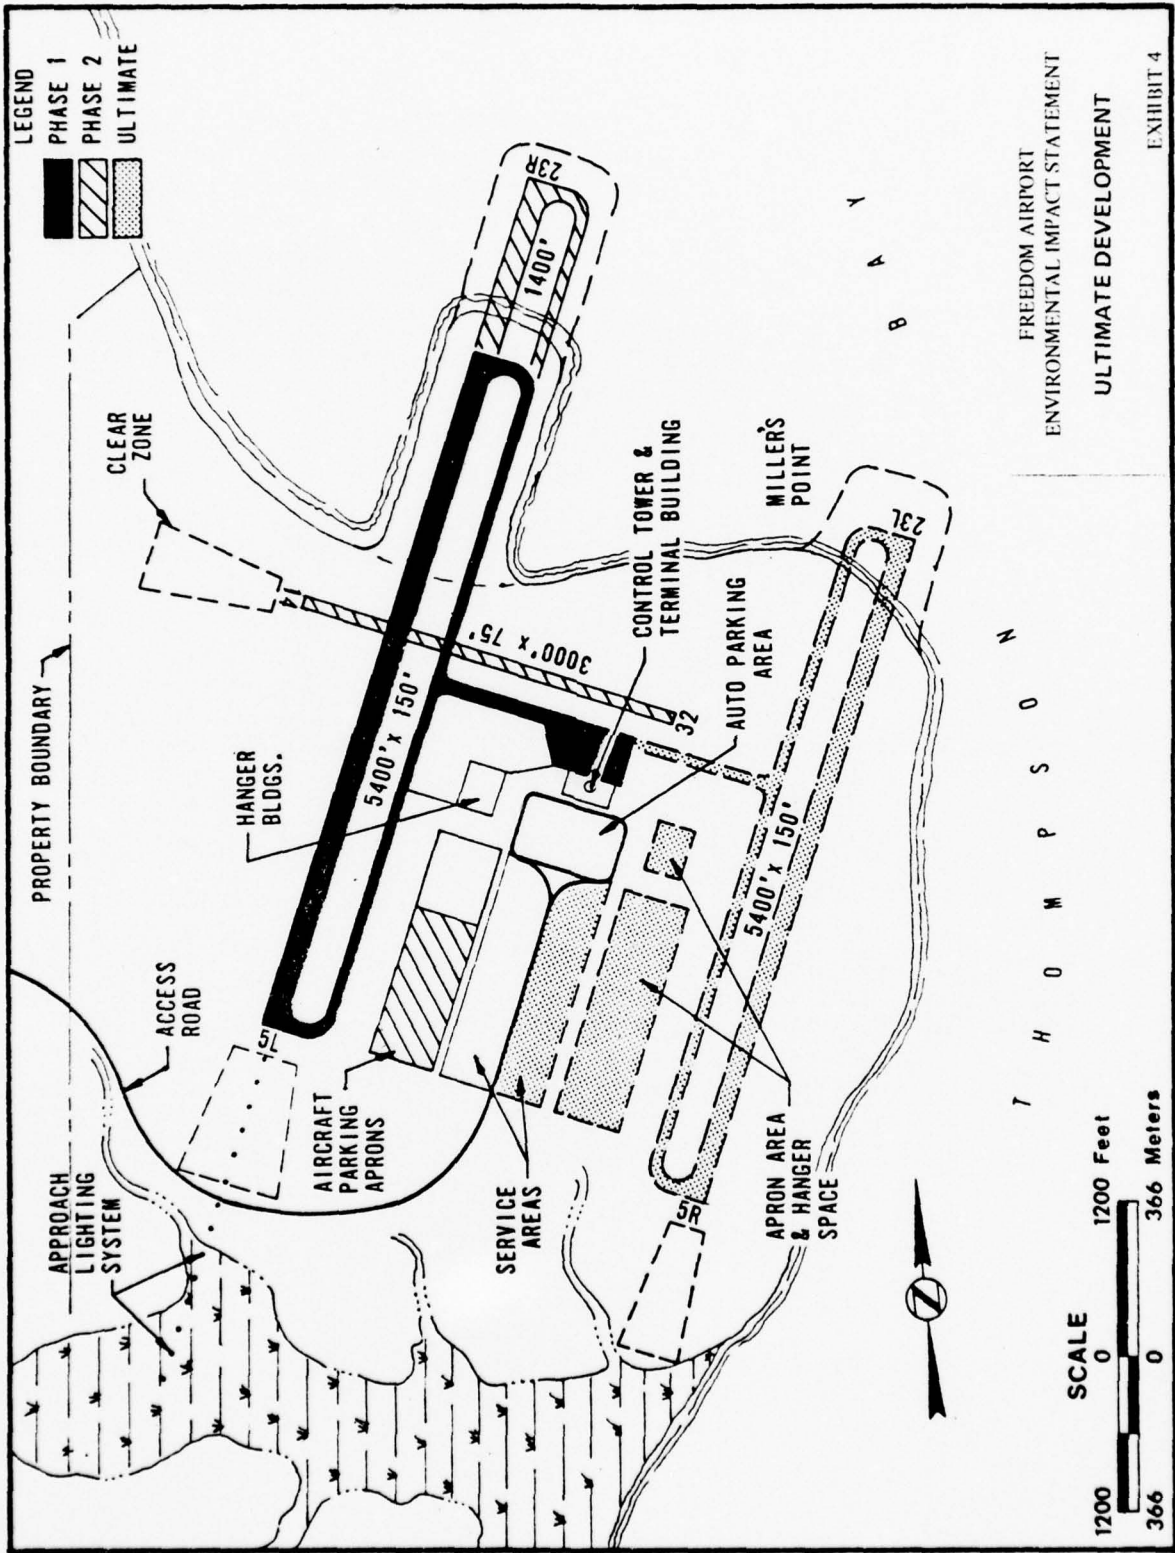 LEGEND
PHASE 1
PHASE 2
ULTIMATE
PROPERTY BOUNDARY
CLEAR
ZONE
ACCESS
ROAD
HANGER
BLDGS.
APPROACH
LIGHTING
SYSTEM
5L
5400' x 150'
1400'
23R
14
3000' x 75'
32
AIRCRAFT
PARKING
APRONS
CONTROL TOWER &
TERMINAL BUILDING
AUTO PARKING
AREA
MILLER'S
POINT
SERVICE
AREAS
5R
5400' x 150'
23L
APRON AREA
& HANGER
SPACE
THOMPSON BAY
N
SCALE
1200 0 1200 Feet
366 0 366 Meters
FREEDOM AIRPORT
ENVIRONMENTAL IMPACT STATEMENT
ULTIMATE DEVELOPMENT
EXHIBIT 4